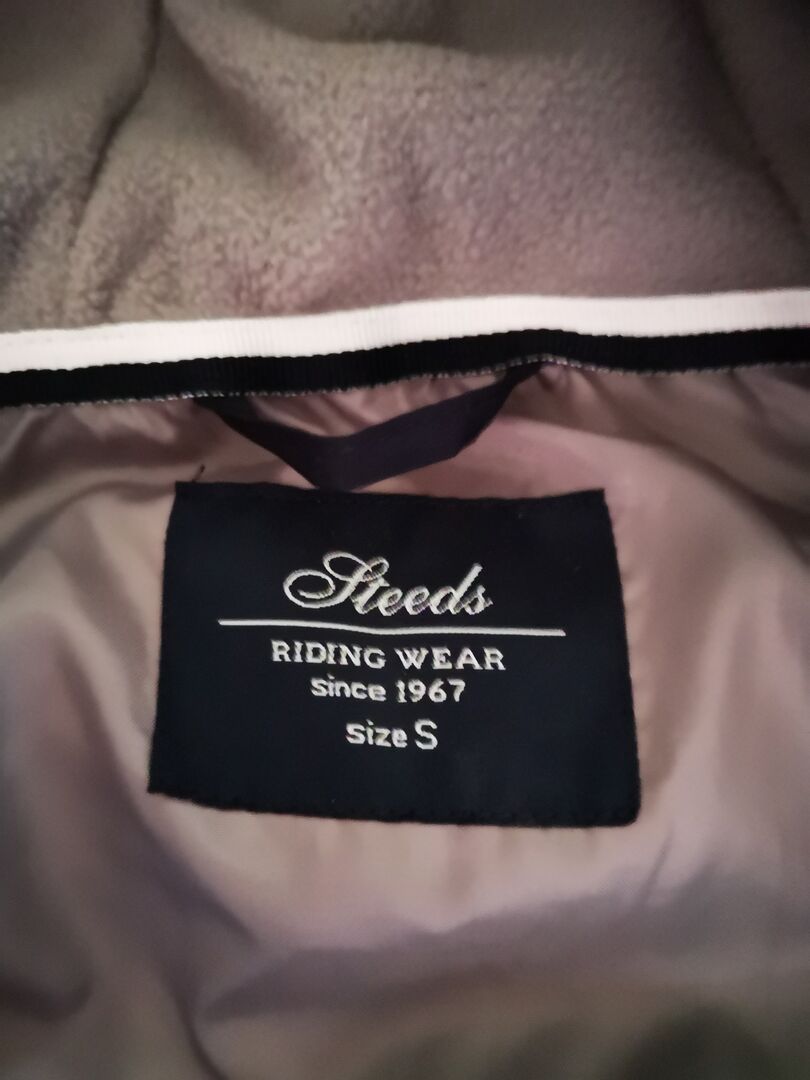 Steeds
RIDING WEAR
Since 1967
Size S